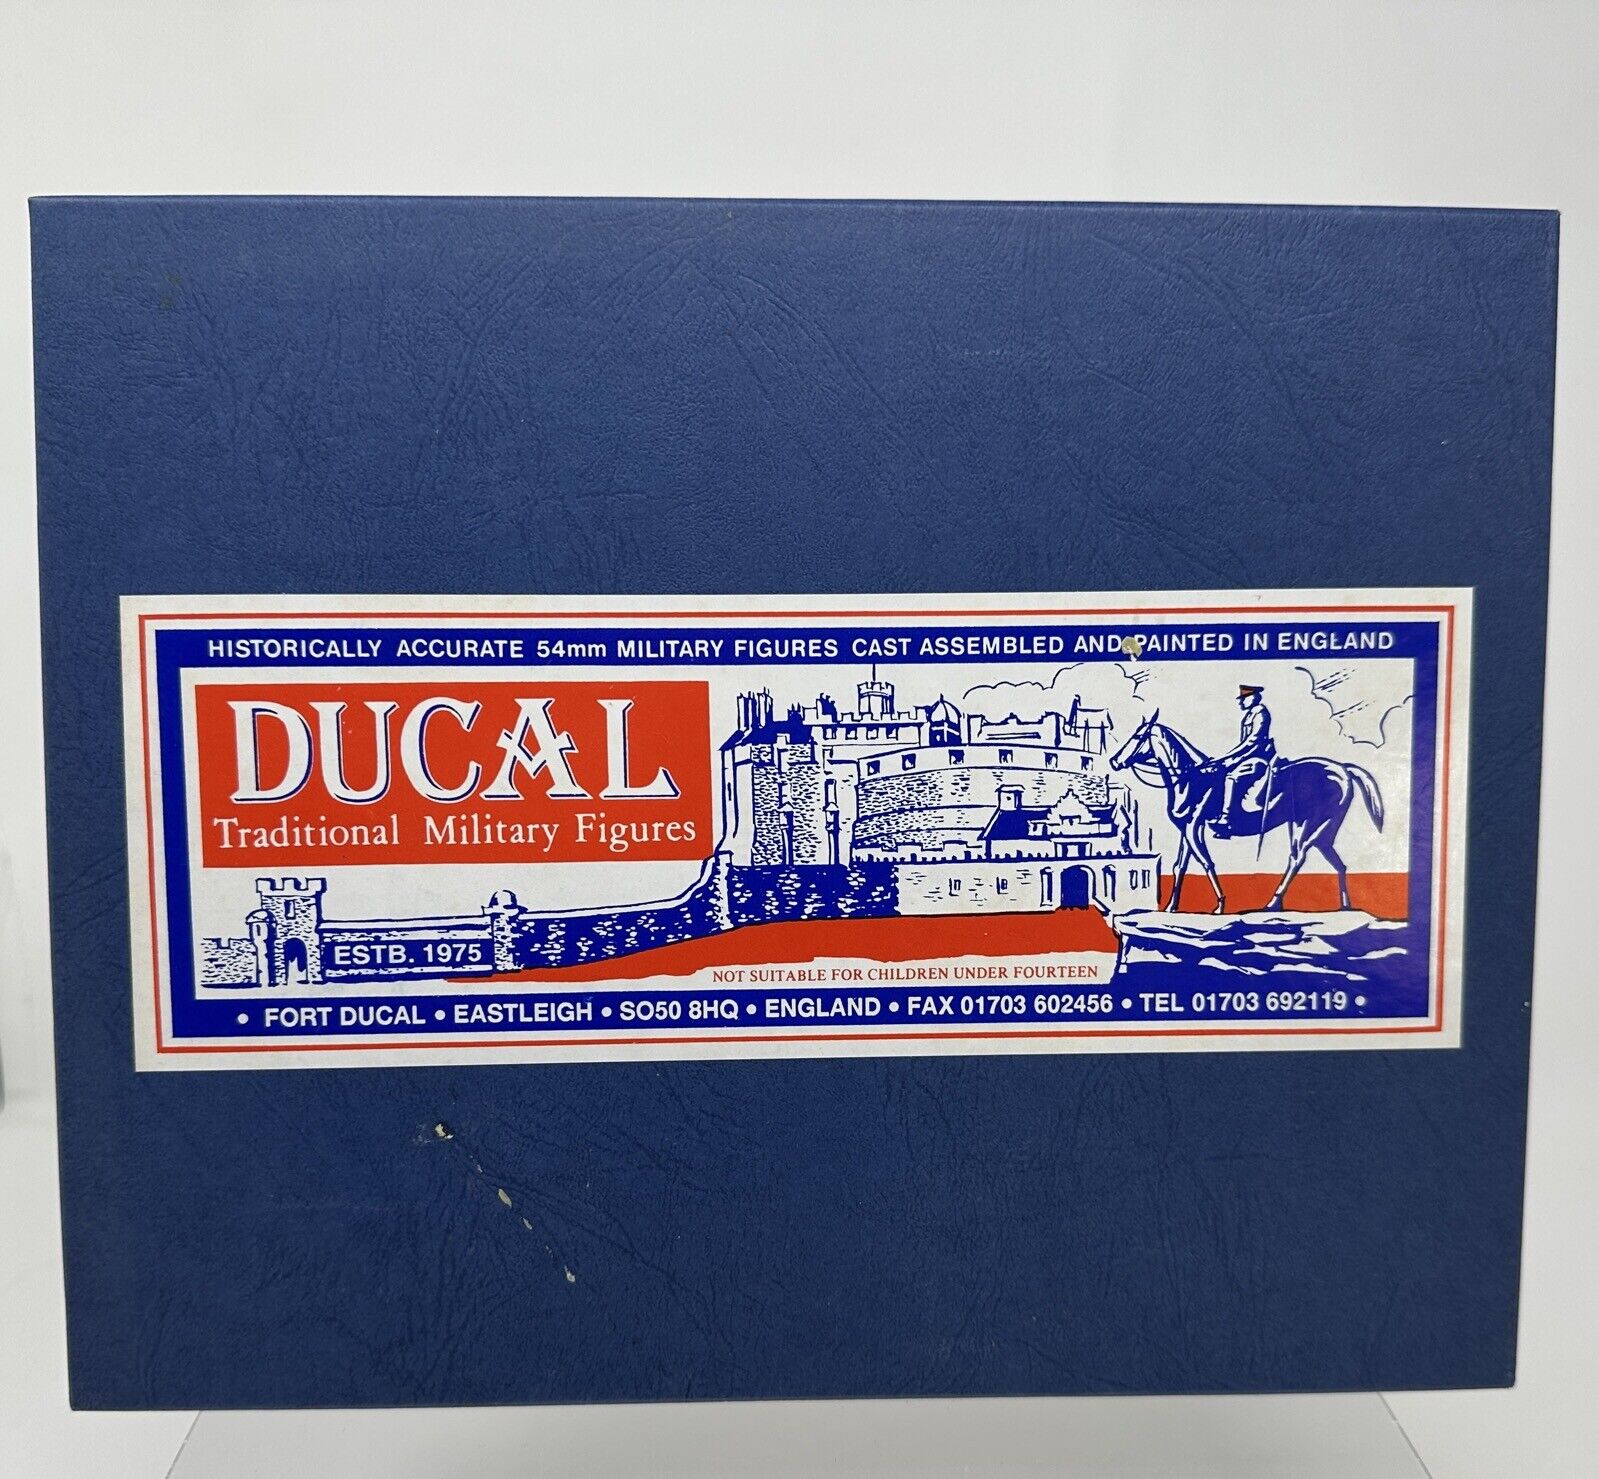 HISTORICALLY ACCURATE 54mm MILITARY FIGURES CAST ASSEMBLED AND PAINTED IN ENGLAND
DUCAL
Traditional Military Figures
ESTB. 1975
NOT SUITABLE FOR CHILDREN UNDER FOURTEEN
• FORT DUCAL • EASTLEIGH • SO50 8HQ • ENGLAND • FAX 01703 602456 • TEL 01703 692119 •